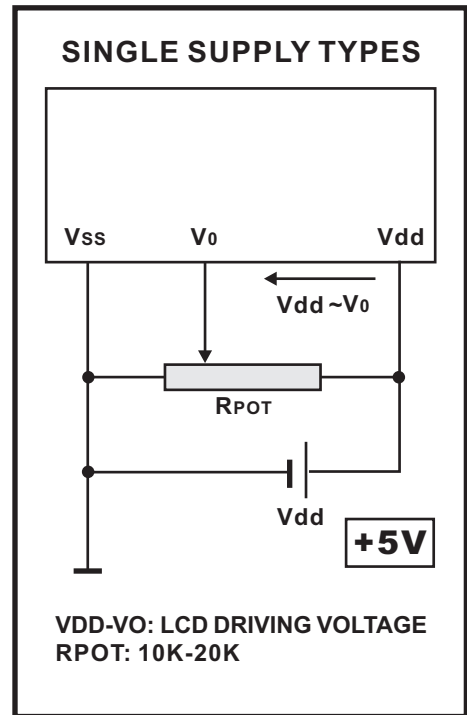 SINGLE SUPPLY TYPES
Vss V0 Vdd
Vdd ~V0
RPOT
Vdd
+5V
VDD-VO: LCD DRIVING VOLTAGE
RPOT: 10K-20K